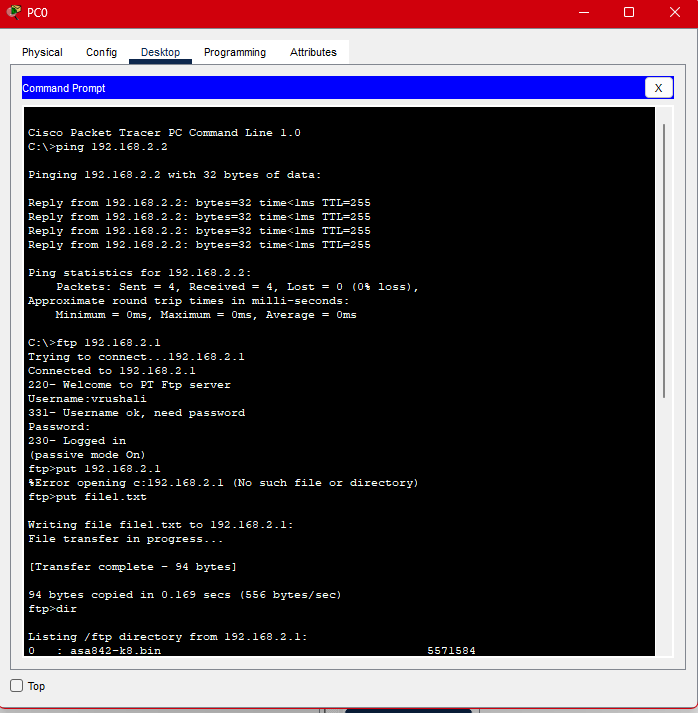 PC0
Physical Config Desktop Programming Attributes
Command Prompt X
Cisco Packet Tracer PC Command Line 1.0
C:\>ping 192.168.2.2
Pinging 192.168.2.2 with 32 bytes of data:
Reply from 192.168.2.2: bytes=32 time<1ms TTL=255
Reply from 192.168.2.2: bytes=32 time<1ms TTL=255
Reply from 192.168.2.2: bytes=32 time<1ms TTL=255
Reply from 192.168.2.2: bytes=32 time<1ms TTL=255
Ping statistics for 192.168.2.2:
Packets: Sent = 4, Received = 4, Lost = 0 (0% loss),
Approximate round trip times in milli-seconds:
Minimum = 0ms, Maximum = 0ms, Average = 0ms
C:\>ftp 192.168.2.1
Trying to connect...192.168.2.1
Connected to 192.168.2.1
220- Welcome to PT Ftp server
Username:vrushali
331- Username ok, need password
Password:
230- Logged in
(passive mode On)
ftp>put 192.168.2.1
%Error opening c:192.168.2.1 (No such file or directory)
ftp>put file1.txt
Writing file file1.txt to 192.168.2.1:
File transfer in progress...
[Transfer complete - 94 bytes]
94 bytes copied in 0.169 secs (556 bytes/sec)
ftp>dir
Listing /ftp directory from 192.168.2.1:
0 : asa842-k8.bin 5571584
Top